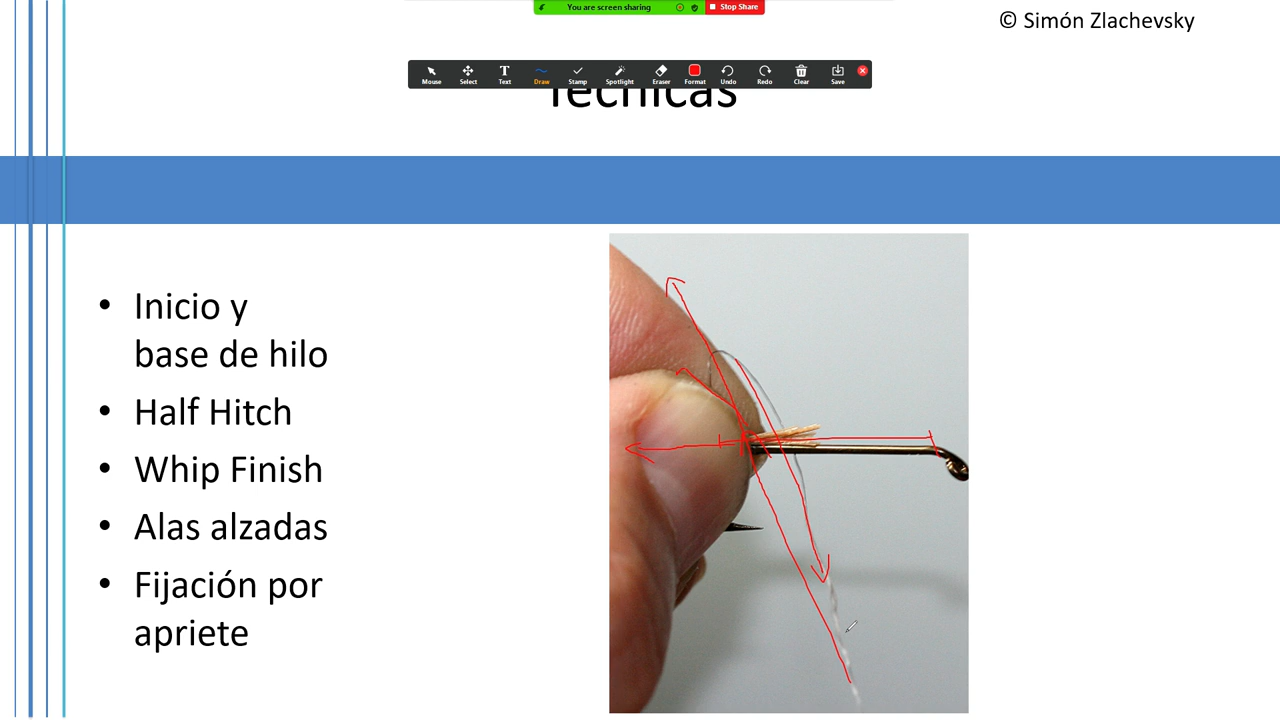 You are screen sharing
Stop Share
© Simón Zlachevsky
Mouse
Select
Text
Draw
Stamp
Spotlight
Eraser
Format
Undo
Redo
Clear
Save
Técnicas
• Inicio y
base de hilo
• Half Hitch
• Whip Finish
• Alas alzadas
• Fijación por
apriete